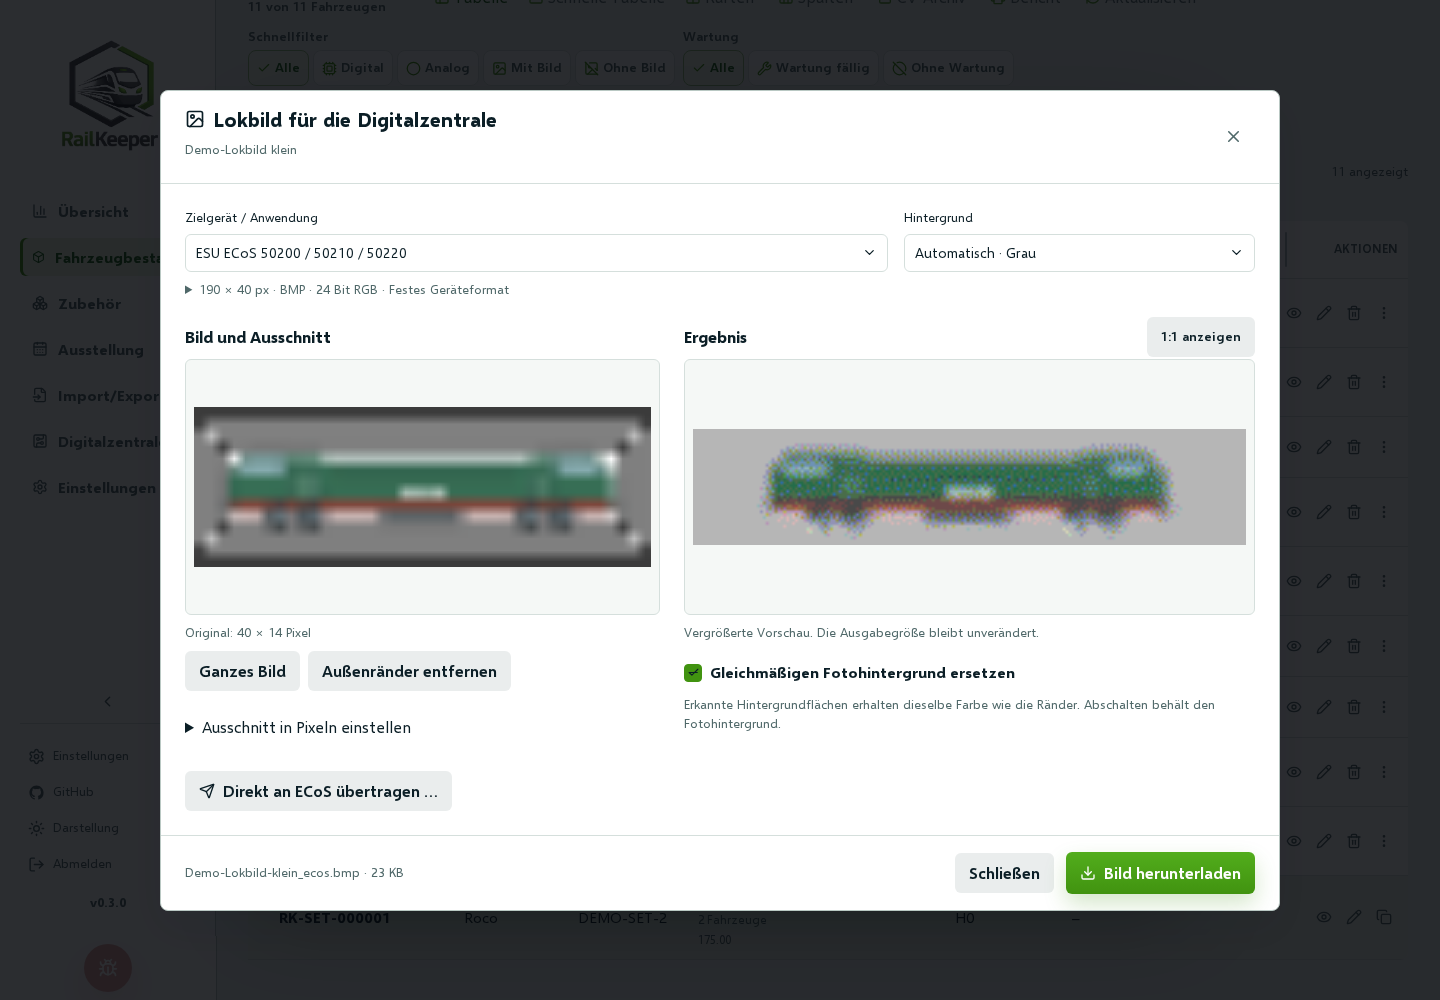 11 von 11 Fahrzeugen
Schnellfilter
Wartung
Alle
Digital
Analog
Mit Bild
Ohne Bild
Alle
Wartung fällig
Ohne Wartung
RailKeeper
Lokbild für die Digitalzentrale
Demo-Lokbild klein
11 angezeigt
Übersicht
Fahrzeugbesta
Zubehör
Ausstellung
Import/Expor
Digitalzentral
Einstellungen
AKTIONEN
Zielgerät / Anwendung
Hintergrund
ESU ECoS 50200 / 50210 / 50220
Automatisch · Grau
190 × 40 px · BMP · 24 Bit RGB · Festes Geräteformat
Bild und Ausschnitt
Ergebnis
1:1 anzeigen
Original: 40 × 14 Pixel
Vergrößerte Vorschau. Die Ausgabegröße bleibt unverändert.
Ganzes Bild
Außenränder entfernen
Gleichmäßigen Fotohintergrund ersetzen
Erkannte Hintergrundflächen erhalten dieselbe Farbe wie die Ränder. Abschalten behält den
Fotohintergrund.
Ausschnitt in Pixeln einstellen
Direkt an ECoS übertragen …
Einstellungen
GitHub
Darstellung
Abmelden
v0.3.0
Demo-Lokbild-klein_ecos.bmp · 23 KB
Schließen
Bild herunterladen
RK-SET-000001
Roco
DEMO-SET-2
2 Fahrzeuge
175.00
H0
–